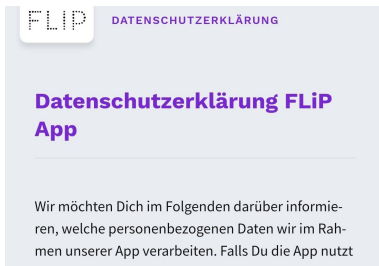 FLIP
DATENSCHUTZERKLÄRUNG
Datenschutzerklärung FLiP
App
Wir möchten Dich im Folgenden darüber informie-
ren, welche personenbezogenen Daten wir im Rah-
men unserer App verarbeiten. Falls Du die App nutzt